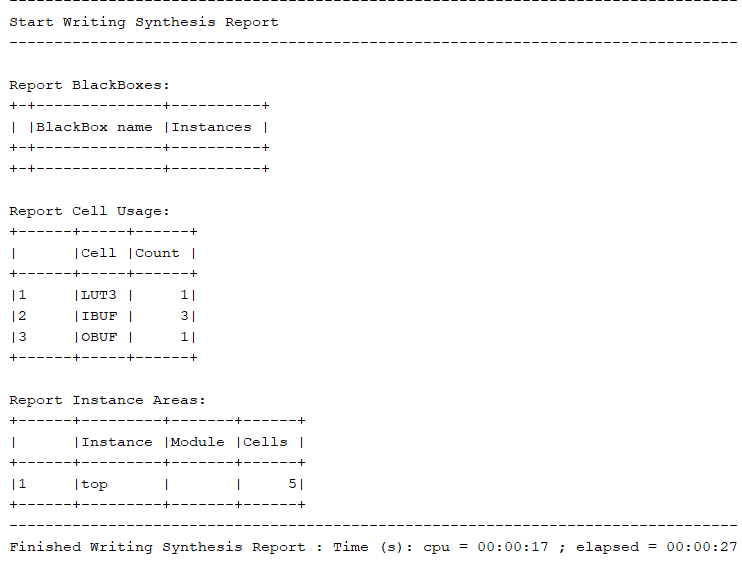 ---------------------------------------------------------------------------------
Start Writing Synthesis Report
---------------------------------------------------------------------------------
Report BlackBoxes:
+-+--------------+----------+
| |BlackBox name |Instances |
+-+--------------+----------+
+-+--------------+----------+
Report Cell Usage:
+------+-----+------+
|      |Cell |Count |
+------+-----+------+
|1     |LUT3 |     1|
|2     |IBUF |     3|
|3     |OBUF |     1|
+------+-----+------+
Report Instance Areas:
+------+---------+-------+------+
|      |Instance |Module |Cells |
+------+---------+-------+------+
|1     |top      |       |     5|
+------+---------+-------+------+
---------------------------------------------------------------------------------
Finished Writing Synthesis Report : Time (s): cpu = 00:00:17 ; elapsed = 00:00:27